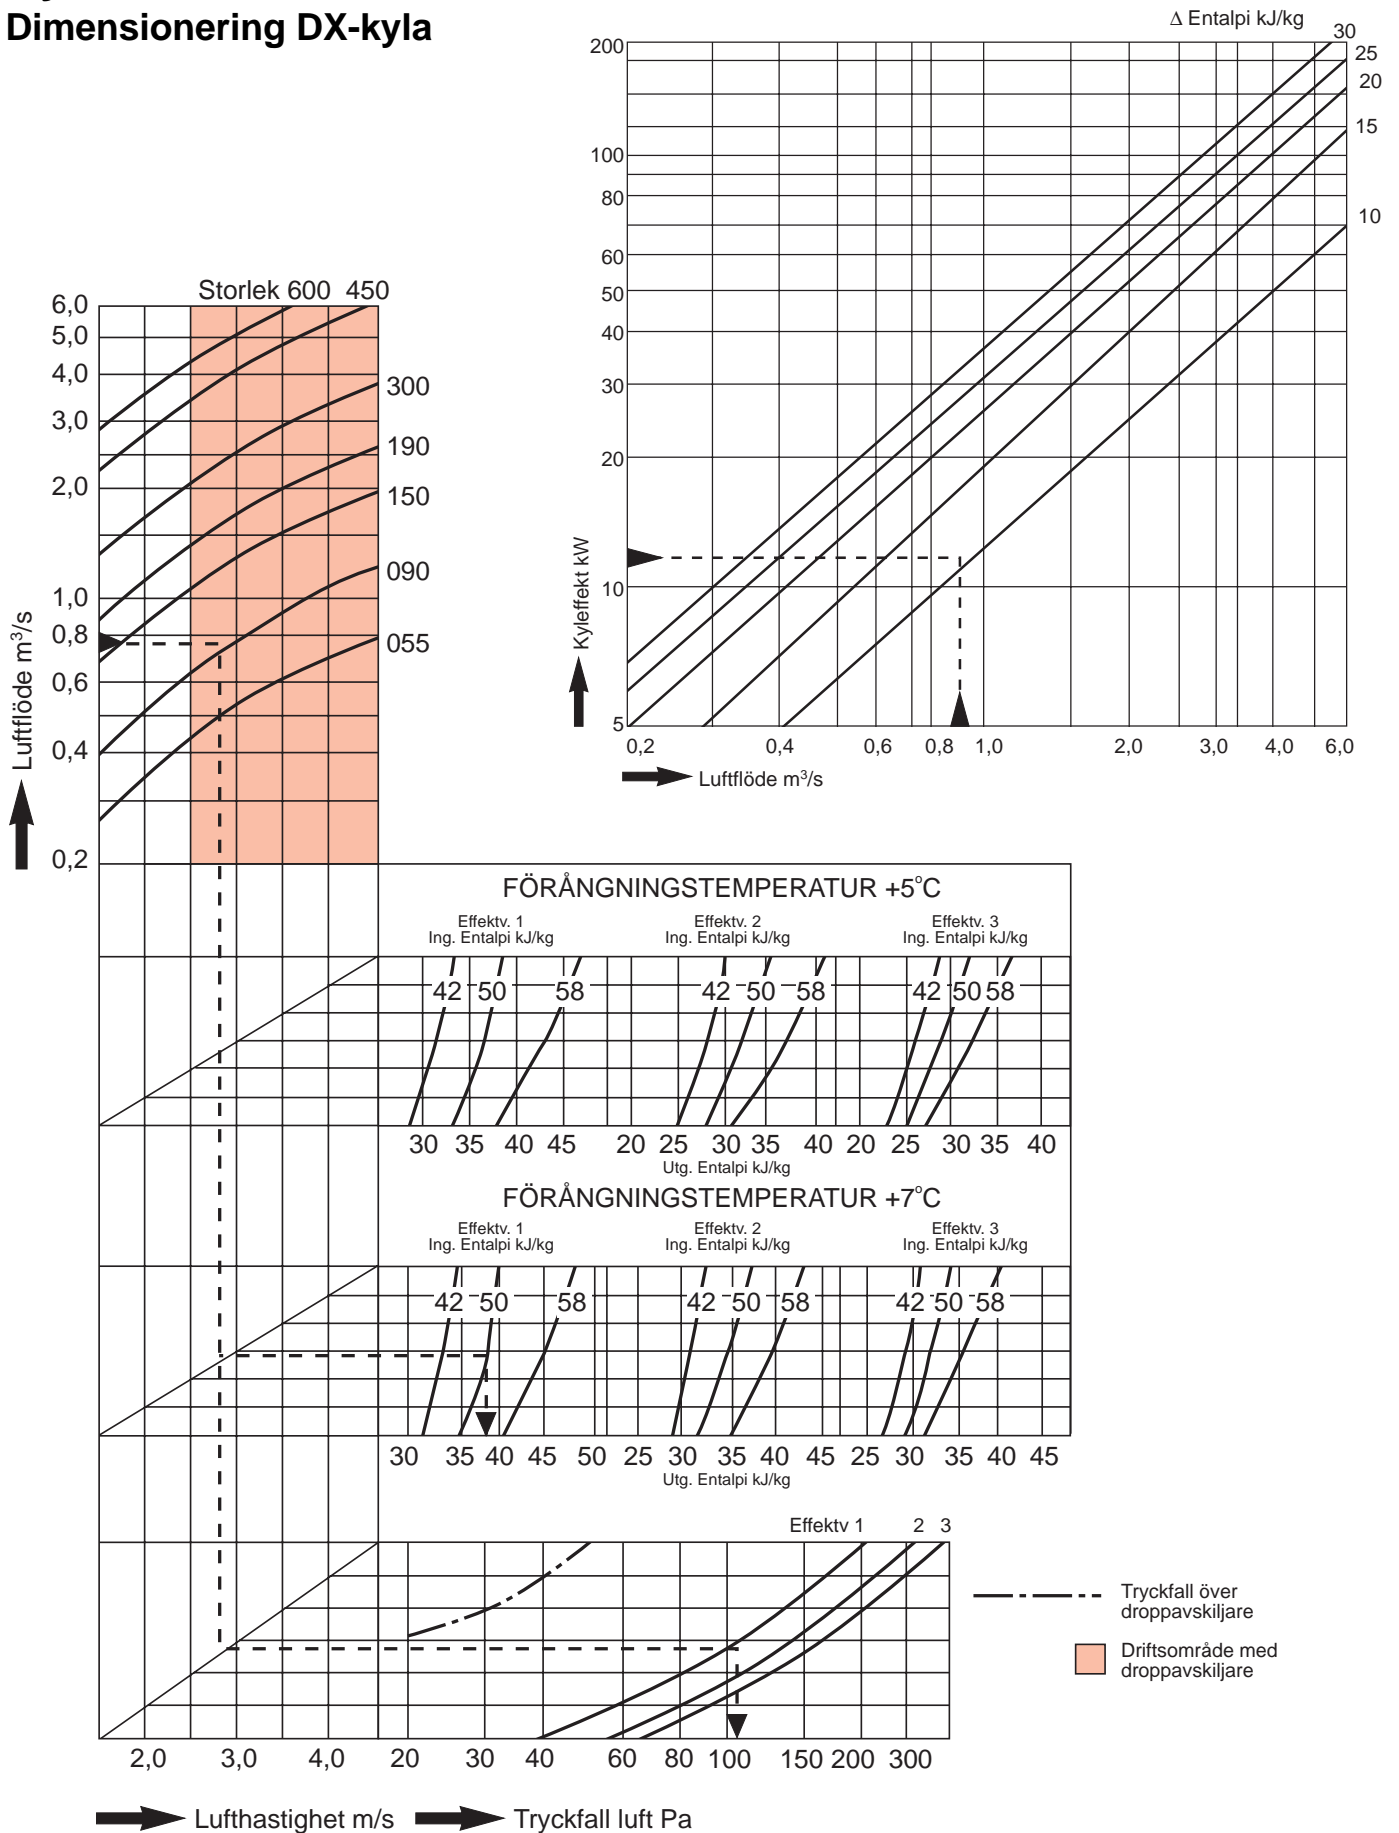 Dimensionering DX-kyla
Δ Entalpi kJ/kg
30
25
20
15
10
200
100
80
60
50
40
30
20
10
5
Kyleffekt kW
0,2 0,4 0,6 0,8 1,0 2,0 3,0 4,0 6,0
Luftflöde m³/s
Storlek 600 450
300
190
150
090
055
6,0
5,0
4,0
3,0
2,0
1,0
0,8
0,6
0,4
0,2
Luftflöde m³/s
FÖRÅNGNINGSTEMPERATUR +5°C
Effektv. 1 Effektv. 2 Effektv. 3
Ing. Entalpi kJ/kg Ing. Entalpi kJ/kg Ing. Entalpi kJ/kg
42 50 58 42 50 58 42 50 58
30 35 40 45 20 25 30 35 40 20 25 30 35 40
Utg. Entalpi kJ/kg
FÖRÅNGNINGSTEMPERATUR +7°C
Effektv. 1 Effektv. 2 Effektv. 3
Ing. Entalpi kJ/kg Ing. Entalpi kJ/kg Ing. Entalpi kJ/kg
42 50 58 42 50 58 42 50 58
30 35 40 45 50 25 30 35 40 45 25 30 35 40 45
Utg. Entalpi kJ/kg
Effektv 1 2 3
Tryckfall över
droppavskiljare
Driftsområde med
droppavskiljare
2,0 3,0 4,0 20 30 40 60 80 100 150 200 300
Lufthastighet m/s Tryckfall luft Pa